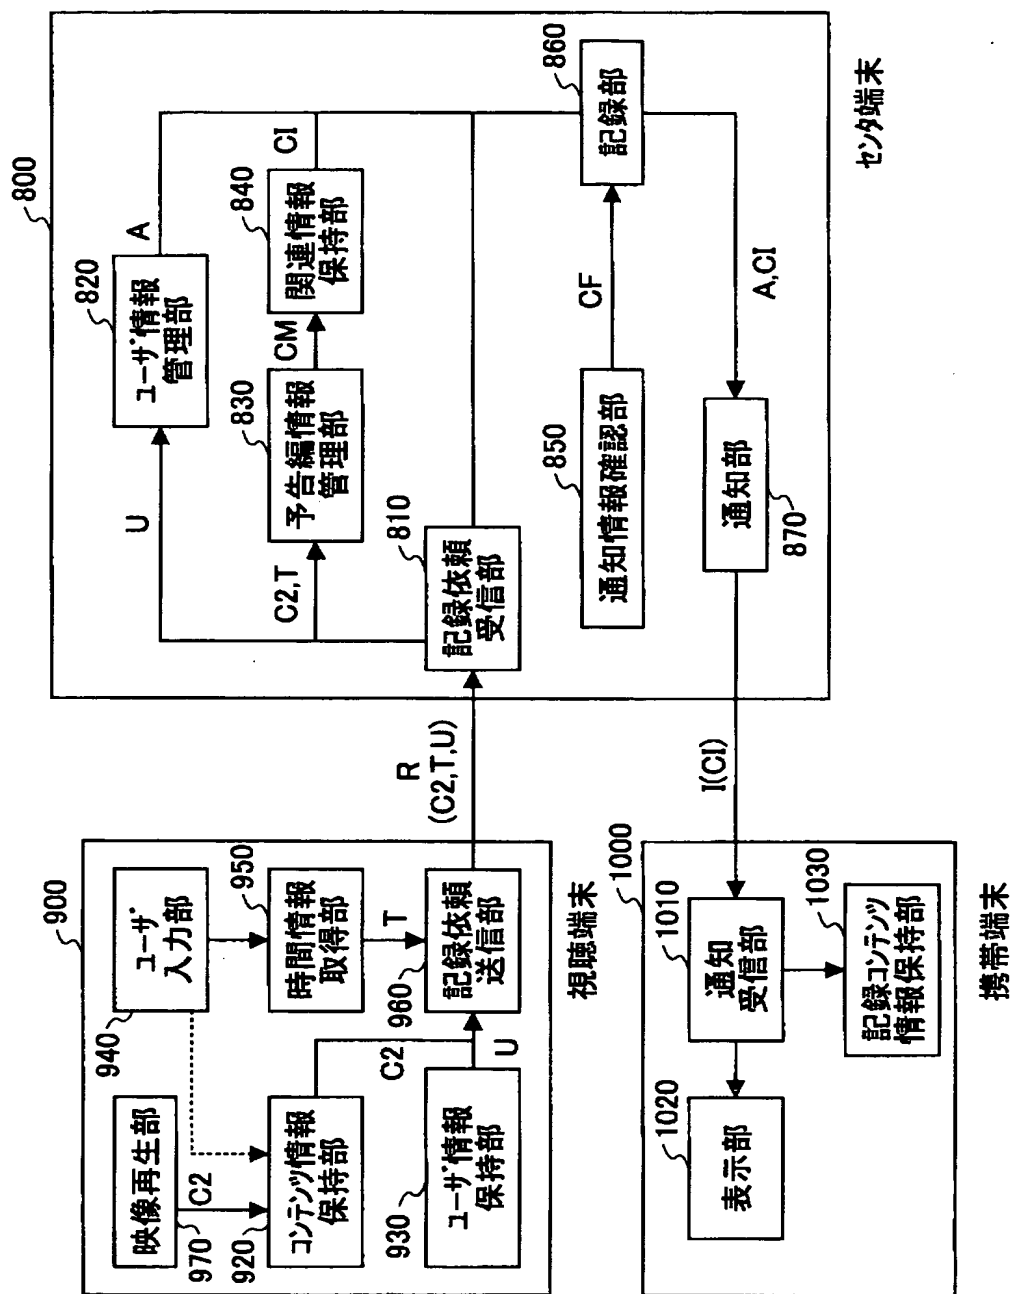 900
940
ユーザ
入力部
映像再生部
970
C2
950
時間情報
取得部
T
920
コンテンツ情報
保持部
C2
960
記録依頼
送信部
930
ユーザ情報
保持部
U
視聴端末
R
(C2,T,U)
800
820
ユーザ情報
管理部
U
A
830
予告編情報
管理部
C2,T
CM
840
関連情報
保持部
CI
810
記録依頼
受信部
850
通知情報確認部
CF
860
記録部
870
通知部
A,CI
センタ端末
I(CI)
1000
1010
通知
受信部
1020
表示部
1030
記録コンテンツ
情報保持部
携帯端末